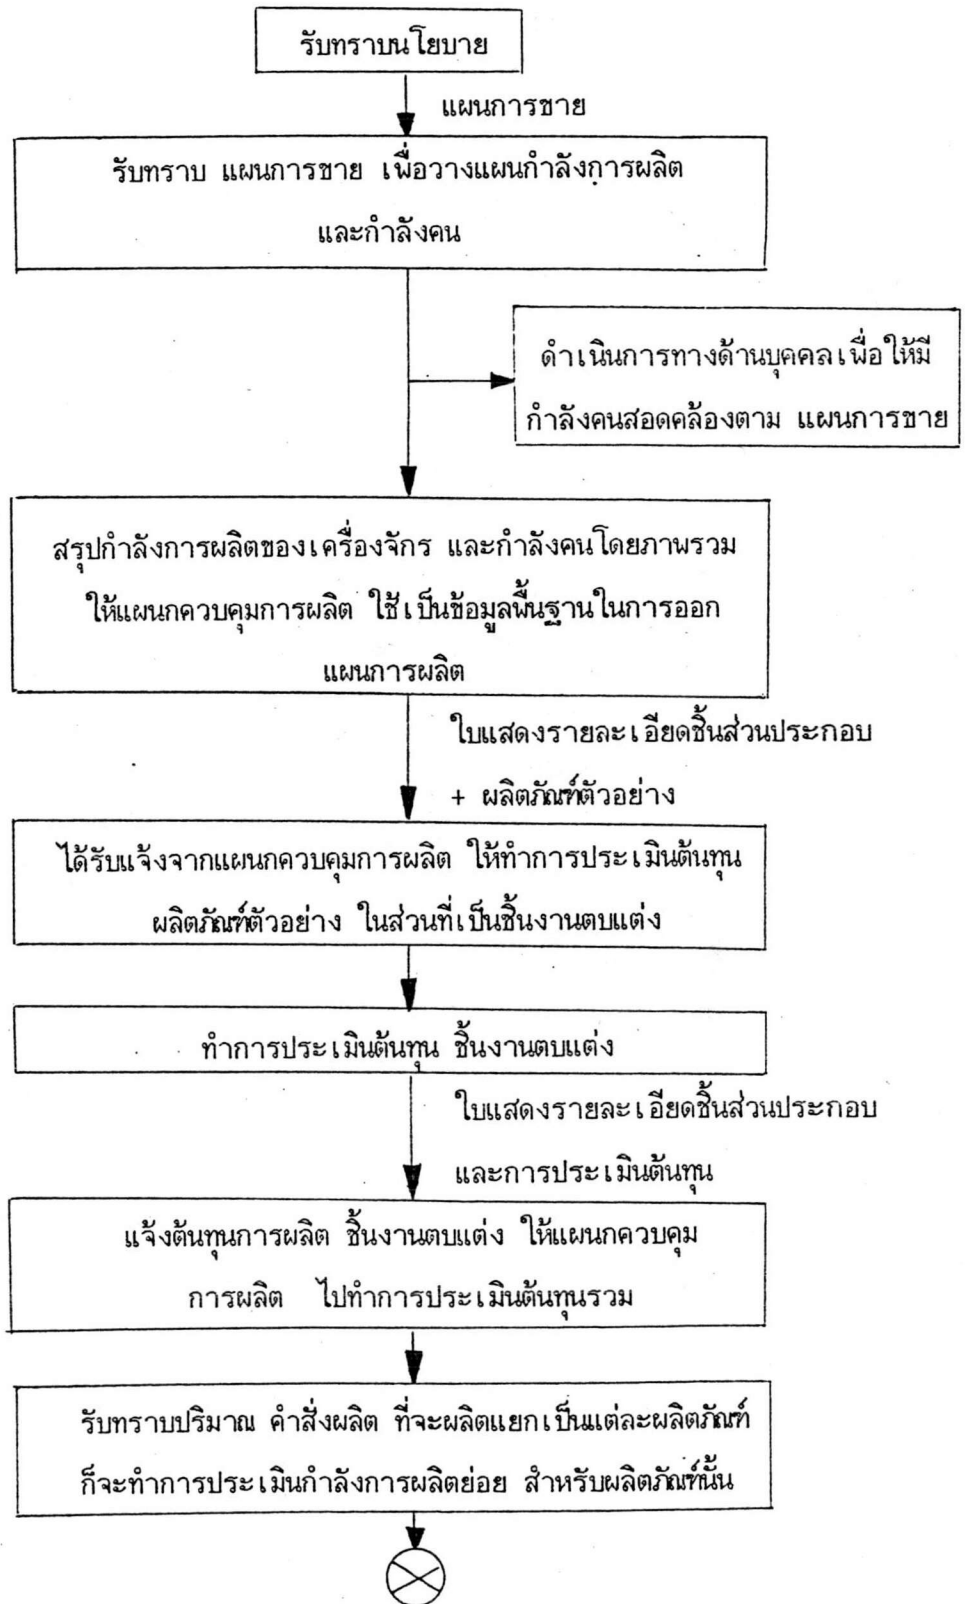 รับทราบนโยบาย
แผนการขาย
รับทราบ แผนการขาย เพื่อวางแผนกำลังการผลิต
และกำลังคน
ดำเนินการทางด้านบุคคลเพื่อให้มี
กำลังคนสอดคล้องตาม แผนการขาย
สรุปกำลังการผลิตของเครื่องจักร และกำลังคนโดยภาพรวม
ให้แผนกควบคุมการผลิต ใช้เป็นข้อมูลพื้นฐานในการออก
แผนการผลิต
ใบแสดงรายละเอียดชิ้นส่วนประกอบ
+ ผลิตภัณฑ์ตัวอย่าง
ได้รับแจ้งจากแผนกควบคุมการผลิต ให้ทำการประเมินต้นทุน
ผลิตภัณฑ์ตัวอย่าง ในส่วนที่เป็นชิ้นงานตบแต่ง
ทำการประเมินต้นทุน ชิ้นงานตบแต่ง
ใบแสดงรายละเอียดชิ้นส่วนประกอบ
และการประเมินต้นทุน
แจ้งต้นทุนการผลิต ชิ้นงานตบแต่ง ให้แผนกควบคุม
การผลิต ไปทำการประเมินต้นทุนรวม
รับทราบปริมาณ คำสั่งผลิต ที่จะผลิตแยกเป็นแต่ละผลิตภัณฑ์
ก็จะทำการประเมินกำลังการผลิตย่อย สำหรับผลิตภัณฑ์นั้น